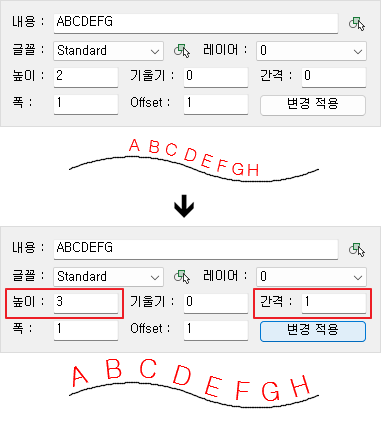 내용 : ABCDEFG
글꼴 : Standard 레이어 : 0
높이 : 2 기울기 : 0 간격 : 0
폭 : 1 Offset : 1 변경 적용
ABCDEFGH
내용 : ABCDEFG
글꼴 : Standard 레이어 : 0
높이 : 3 기울기 : 0 간격 : 1
폭 : 1 Offset : 1 변경 적용
ABCDEFGH